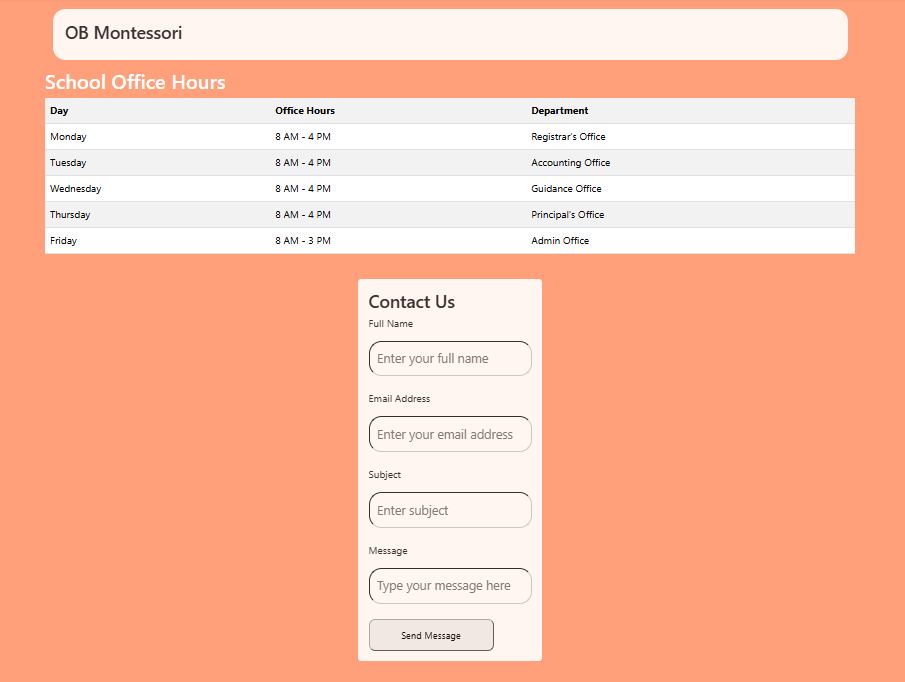 OB Montessori
School Office Hours
Day Office Hours Department
Monday 8 AM - 4 PM Registrar's Office
Tuesday 8 AM - 4 PM Accounting Office
Wednesday 8 AM - 4 PM Guidance Office
Thursday 8 AM - 4 PM Principal's Office
Friday 8 AM - 3 PM Admin Office
Contact Us
Full Name
Enter your full name
Email Address
Enter your email address
Subject
Enter subject
Message
Type your message here
Send Message